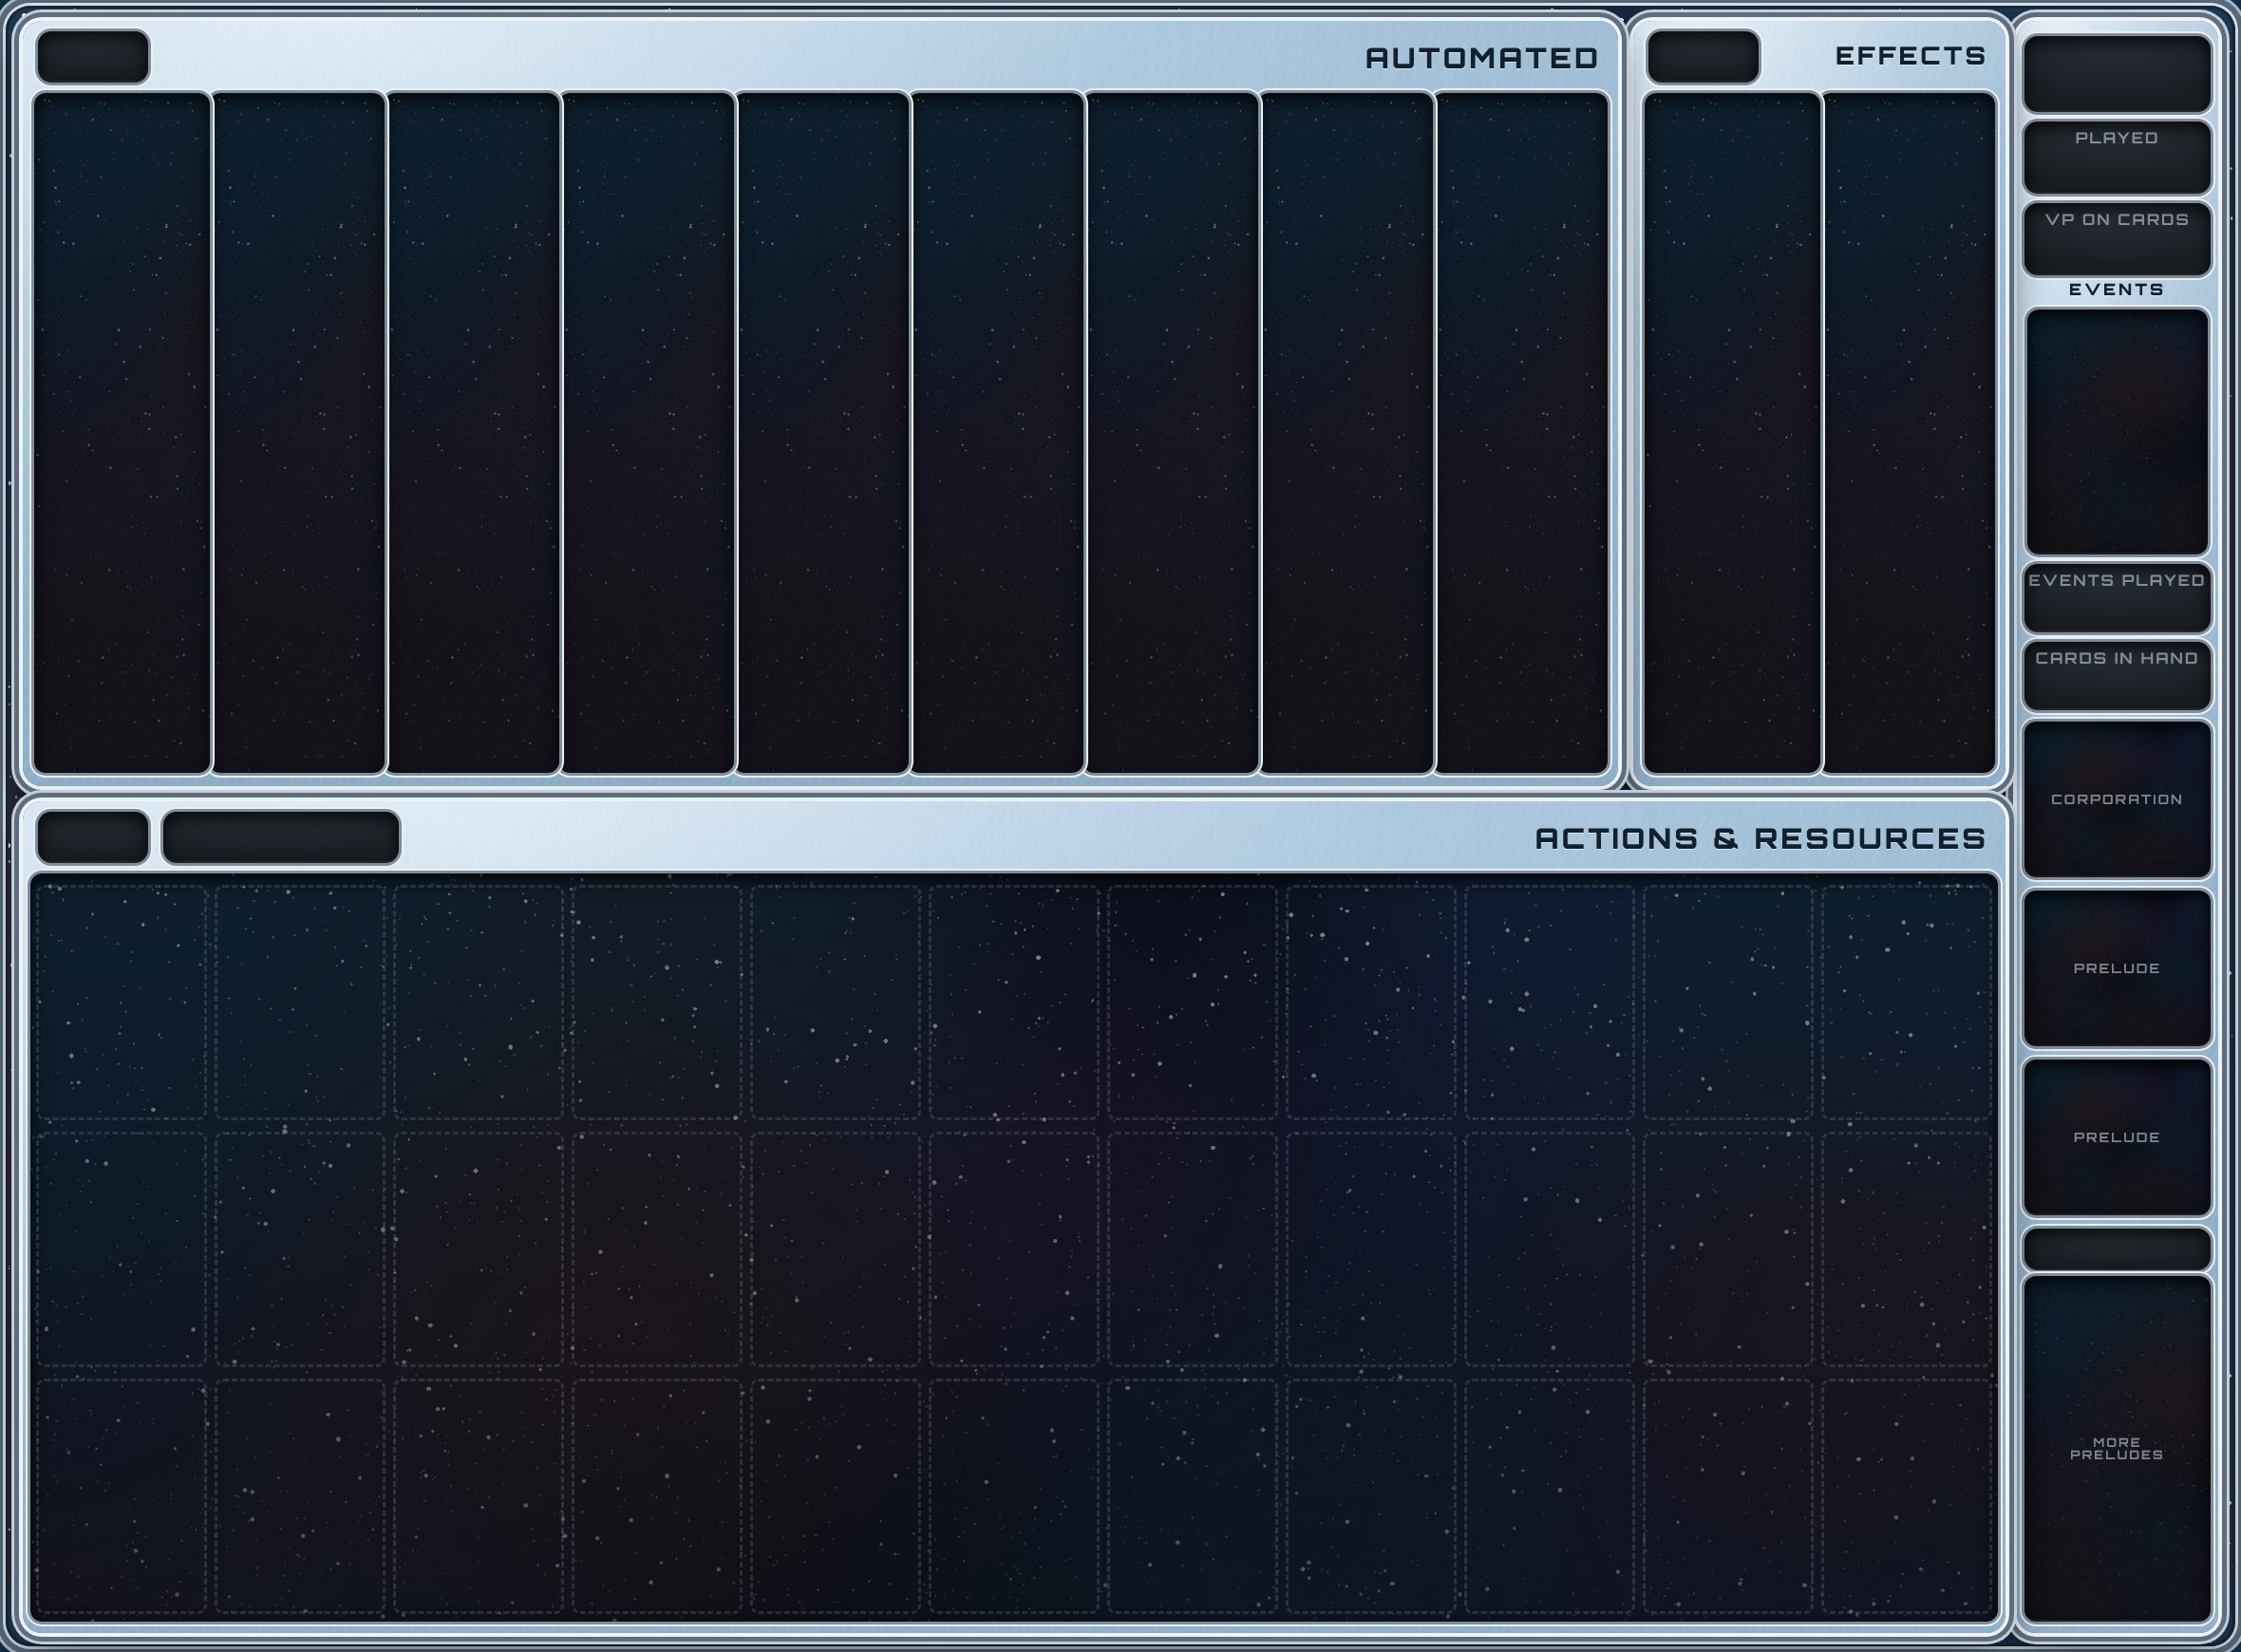 AUTOMATED
EFFECTS
PLAYED
VP ON CARDS
EVENTS
EVENTS PLAYED
CARDS IN HAND
CORPORATION
ACTIONS & RESOURCES
PRELUDE
PRELUDE
MORE
PRELUDES